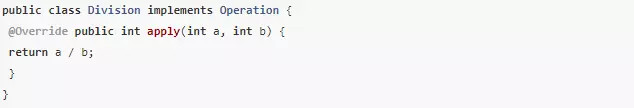 public class Division implements Operation {
@Override public int apply(int a, int b) {
return a / b;
}
}